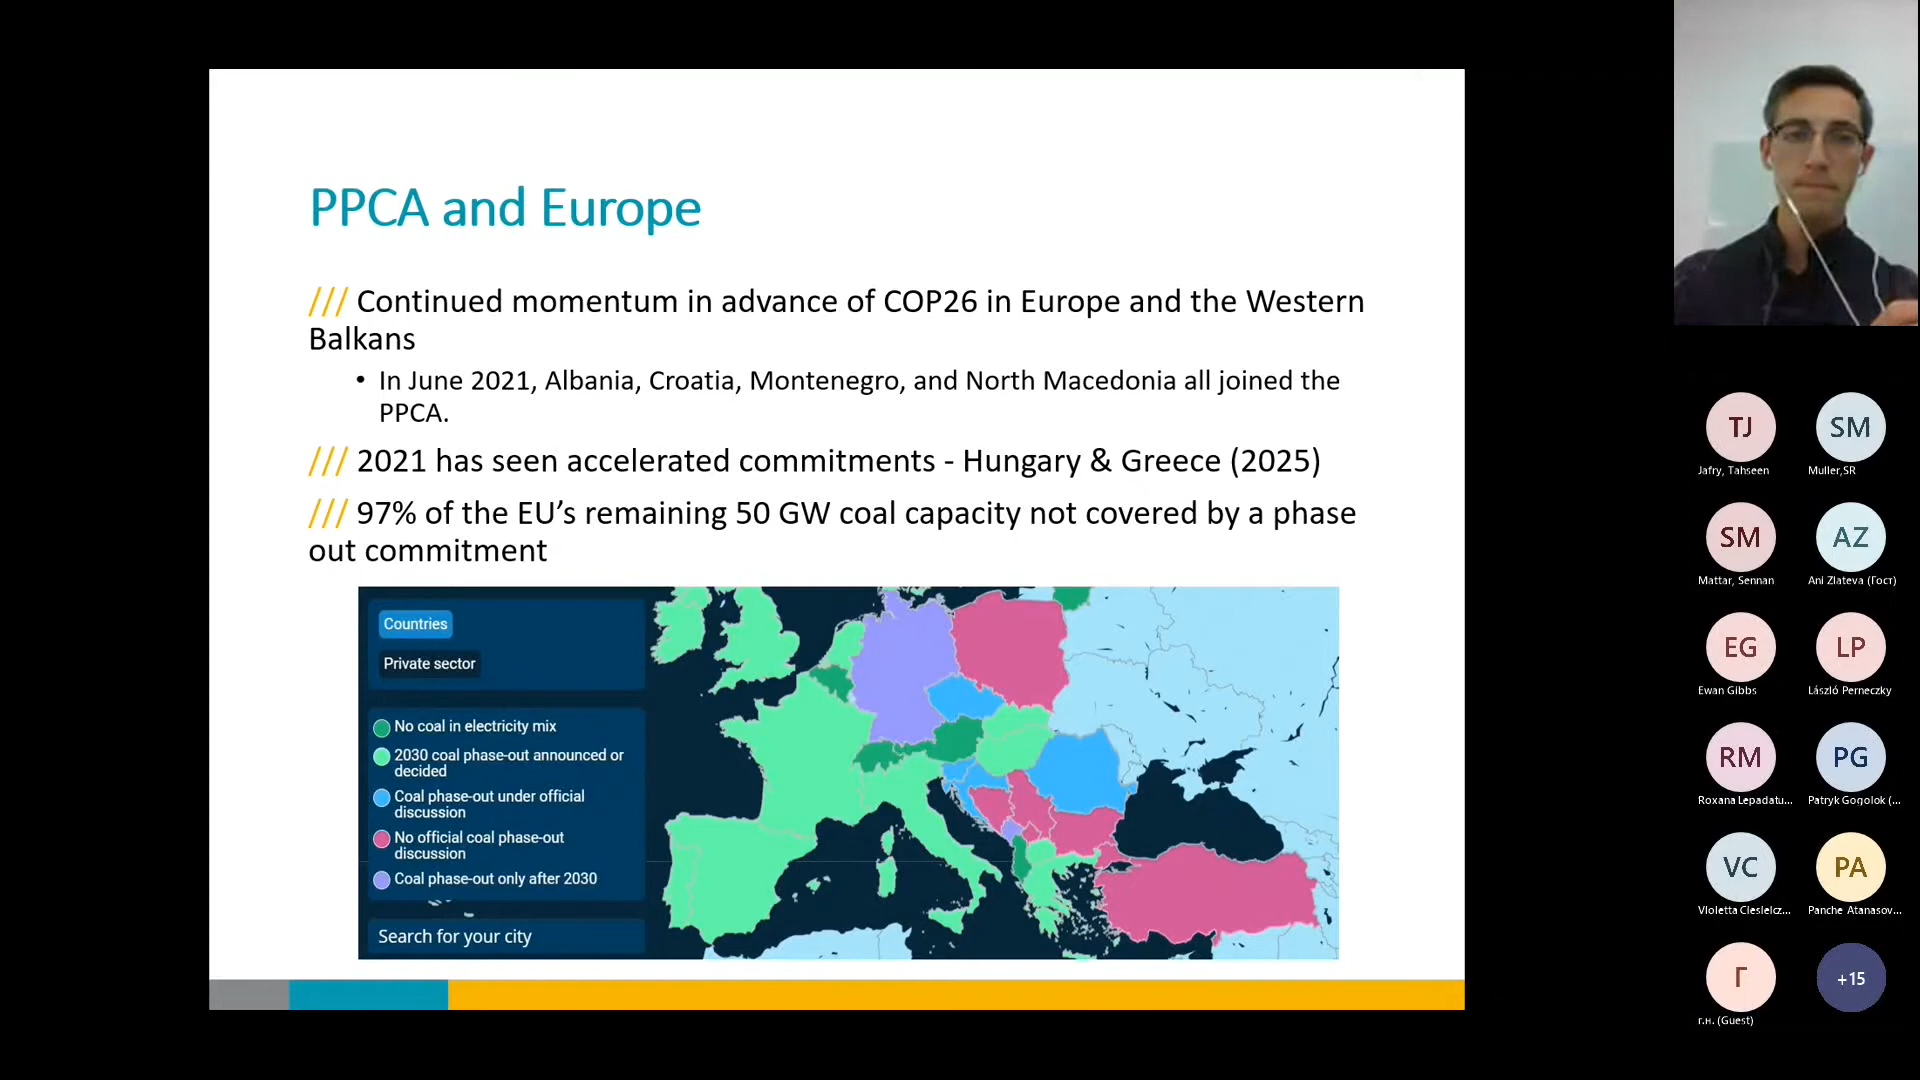 PPCA and Europe
/// Continued momentum in advance of COP26 in Europe and the Western
Balkans
• In June 2021, Albania, Croatia, Montenegro, and North Macedonia all joined the
PPCA.
/// 2021 has seen accelerated commitments - Hungary & Greece (2025)
/// 97% of the EU’s remaining 50 GW coal capacity not covered by a phase
out commitment
Countries
Private sector
No coal in electricity mix
2030 coal phase-out announced or
decided
Coal phase-out under official
discussion
No official coal phase-out
discussion
Coal phase-out only after 2030
Search for your city
TJ
Jafry, Tahseen
SM
Muller,SR
SM
Mattar, Sennan
AZ
Ani Zlateva (Гост)
EG
Ewan Gibbs
LP
László Perneczky
RM
Roxana Lepadatu...
PG
Patryk Gogolok (...
VC
Violetta Cieslelcz...
PA
Panche Atanasov...
Г
г.н. (Guest)
+15